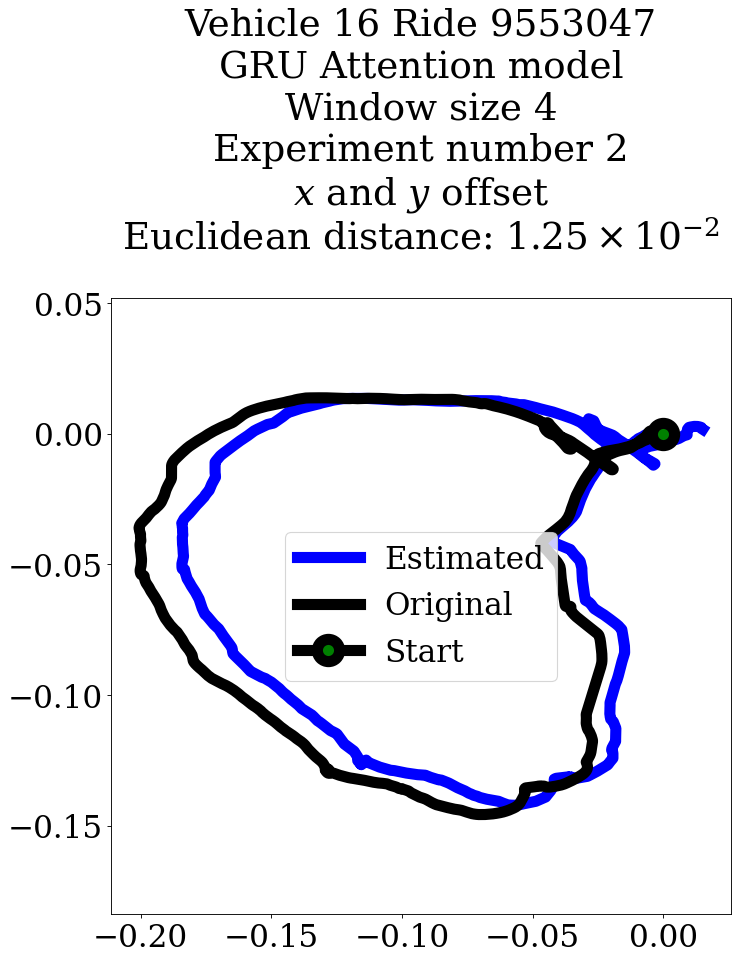 Vehicle 16 Ride 9553047
GRU Attention model
Window size 4
Experiment number 2
x and y offset
Euclidean distance: 1.25 × 10⁻²
0.05
0.00
−0.05
−0.10
−0.15
Estimated
Original
Start
−0.20 −0.15 −0.10 −0.05 0.00